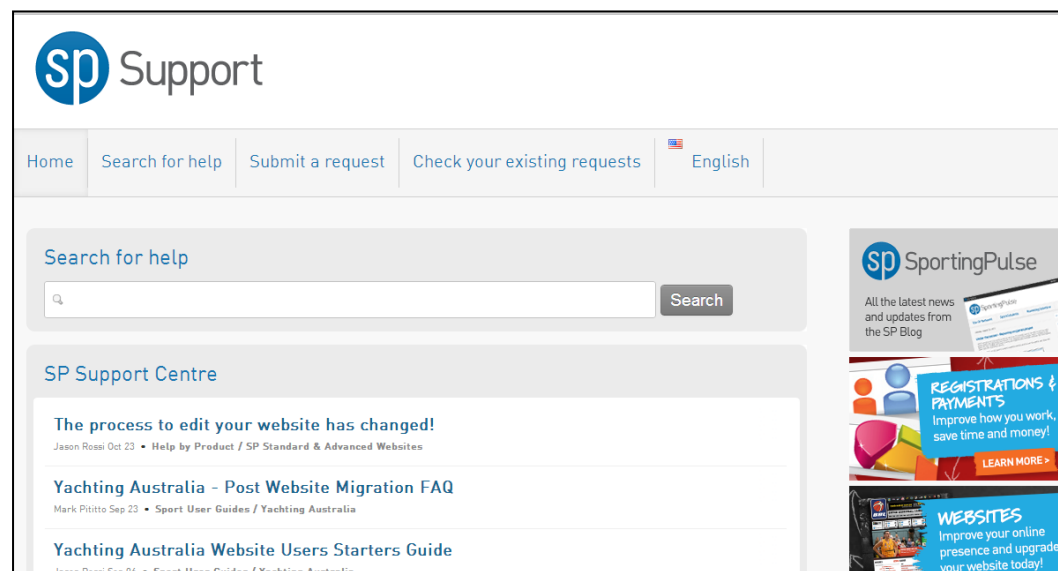 sp Support
Home
Search for help
Submit a request
Check your existing requests
English
Search for help
Search
SP Support Centre
The process to edit your website has changed!
Jason Rossi Oct 23 • Help by Product / SP Standard & Advanced Websites
Yachting Australia - Post Website Migration FAQ
Mark Pititto Sep 23 • Sport User Guides / Yachting Australia
Yachting Australia Website Users Starters Guide
sp SportingPulse
All the latest news
and updates from
the SP Blog
REGISTRATIONS &
PAYMENTS
Improve how you work,
save time and money!
LEARN MORE >
WEBSITES
Improve your online
presence and upgrade
your website today!